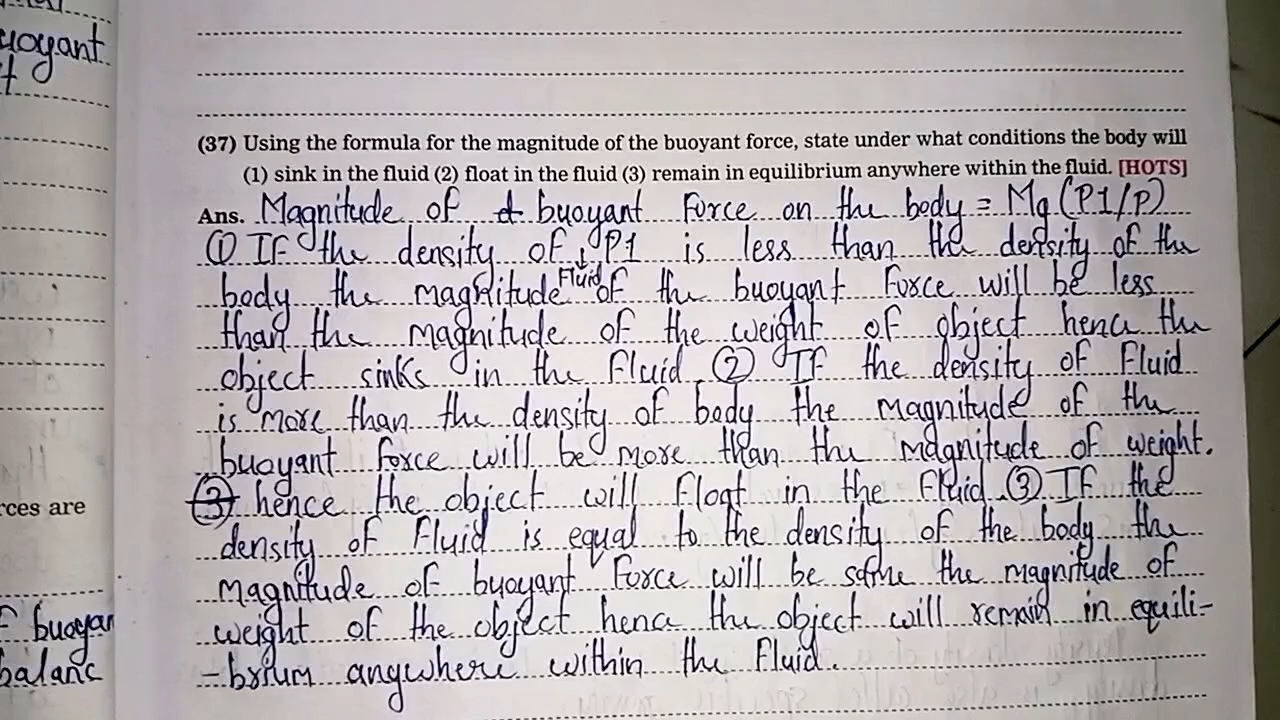 uoyant
(37) Using the formula for the magnitude of the buoyant force, state under what conditions the body will
(1) sink in the fluid (2) float in the fluid (3) remain in equilibrium anywhere within the fluid. [HOTS]
Ans. Magnitude of buoyant Force on the body = Mg (P1/P)
① IF the density of ↓ P1 is less than the density of the
Fluid
body the magnitude of the buoyant Force will be less
than the magnitude of the weight of object hence the
object sinks in the Fluid. ② IF the density of Fluid
is more than the density of body the magnitude of the
buoyant force will be more than the magnitude of weight.
③ hence the object will Float in the Fluid. ③ IF the
density of Fluid is equal to the density of the body the
magnitude of buoyant Force will be same the magnitude of
weight of the object hence the object will remain in equili-
-brium angwhere within the Fluid.
rces are
F buoyan
balanc